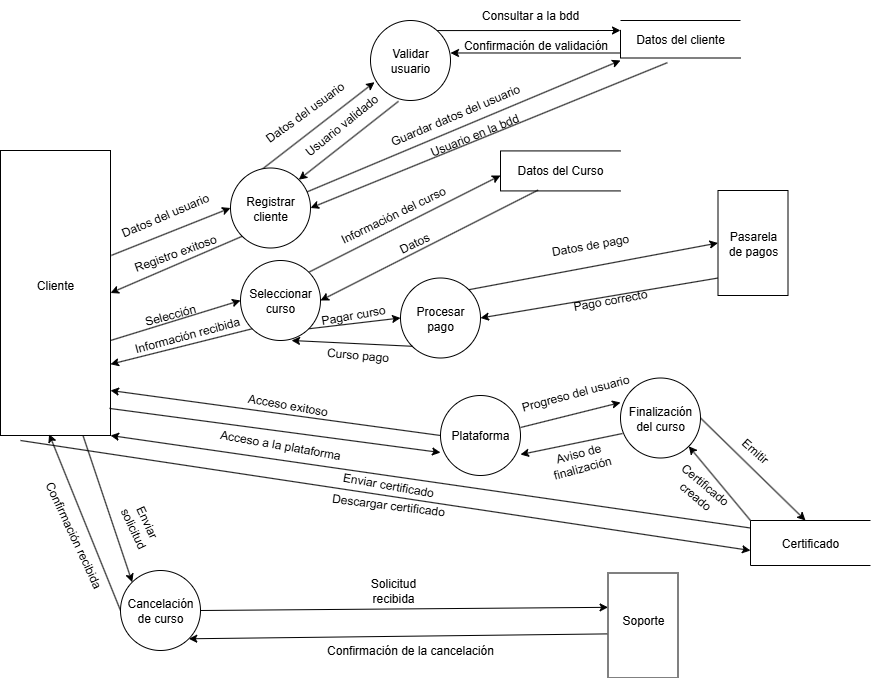 Consultar a la bdd
Validar
usuario
Confirmación de validación
Datos del cliente
Datos del usuario
Usuario validado
Guardar datos del usuario
Usuario en la bdd
Datos del Curso
Registrar
cliente
Datos del usuario
Registro exitoso
Información del curso
Datos
Pasarela
de pagos
Datos de pago
Pago correcto
Cliente
Seleccionar
curso
Selección
Información recibida
Pagar curso
Procesar
pago
Curso pago
Acceso exitoso
Acceso a la plataforma
Plataforma
Progreso del usuario
Finalización
del curso
Aviso de
finalización
Emitir
Certificado
creado
Enviar certificado
Descargar certificado
Certificado
Enviar
solicitud
Confirmación recibida
Cancelación
de curso
Solicitud
recibida
Soporte
Confirmación de la cancelación